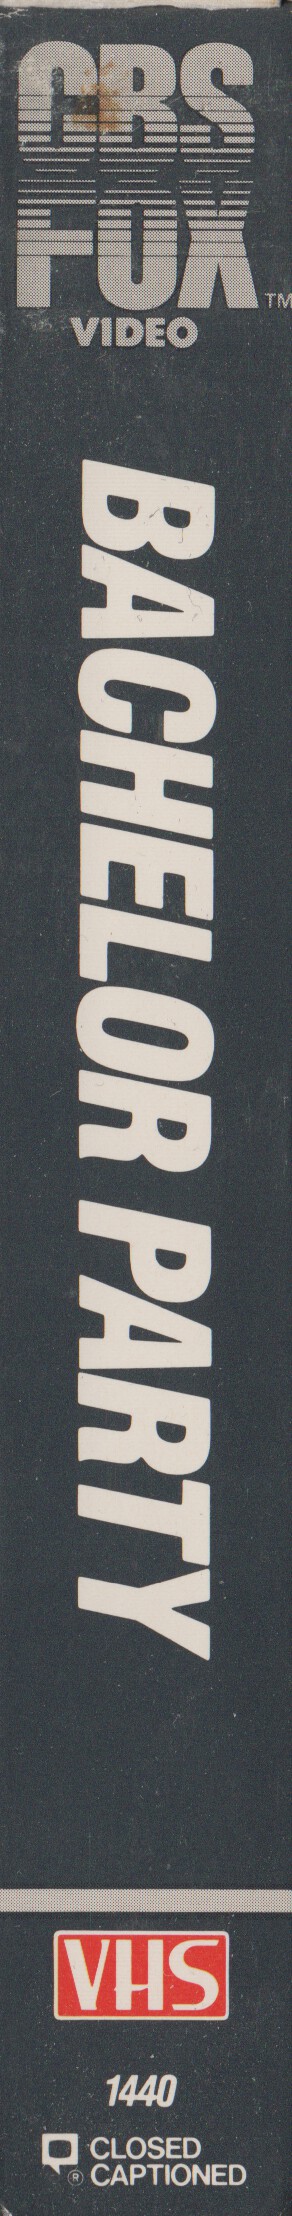 CBS
FOX
™
VIDEO
BACHELOR PARTY
VHS
1440
® CLOSED
CAPTIONED